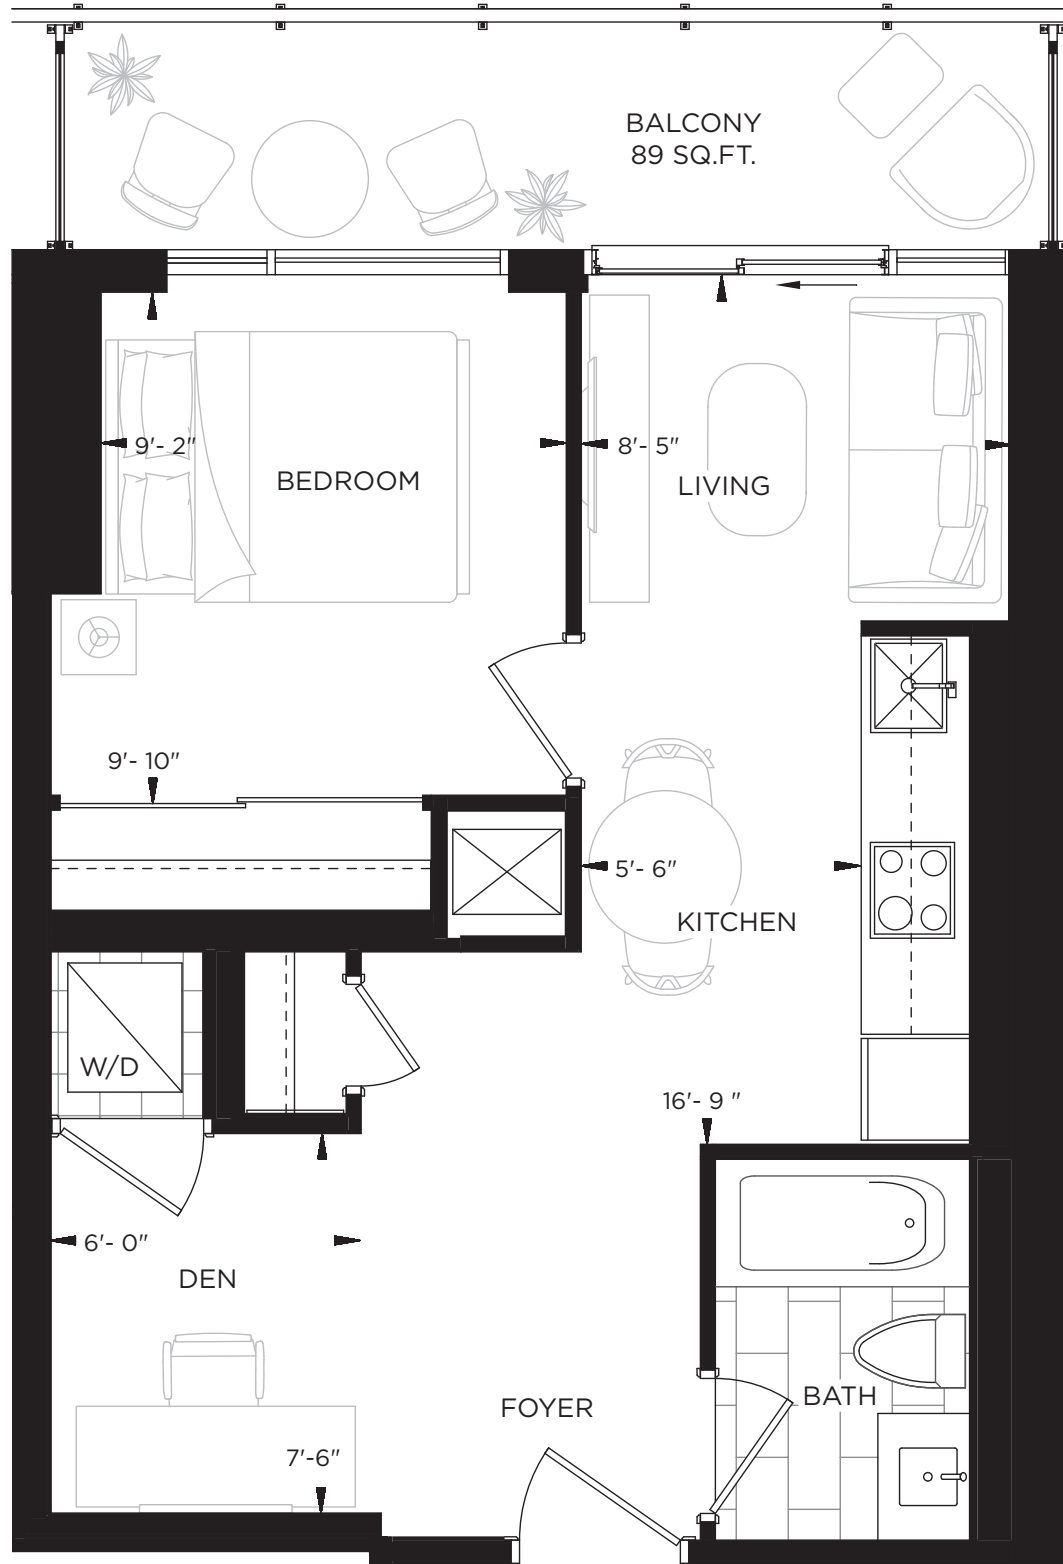 BALCONY
89 SQ.FT.
9'- 2"
8'- 5"
BEDROOM
LIVING
9'- 10"
5'- 6"
KITCHEN
W/D
16'- 9 "
6'- 0"
DEN
BATH
FOYER
7'-6"